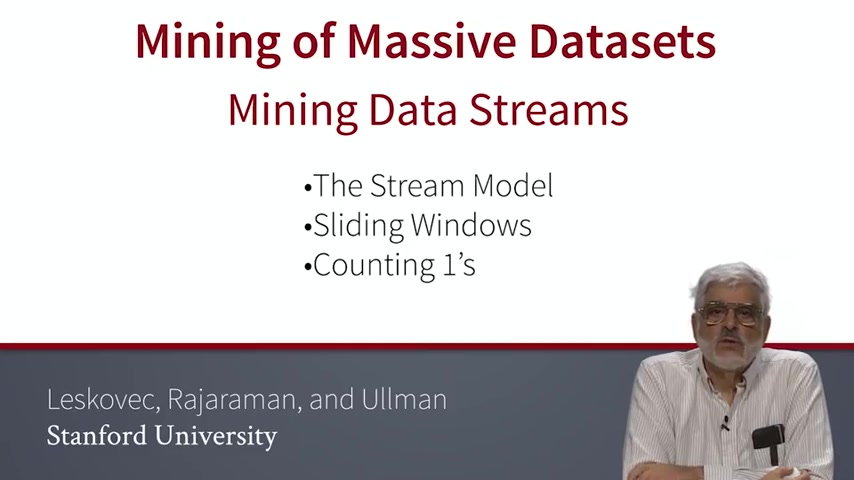 Mining of Massive Datasets
Mining Data Streams
•The Stream Model
•Sliding Windows
•Counting 1's
Leskovec, Rajaraman, and Ullman
Stanford University